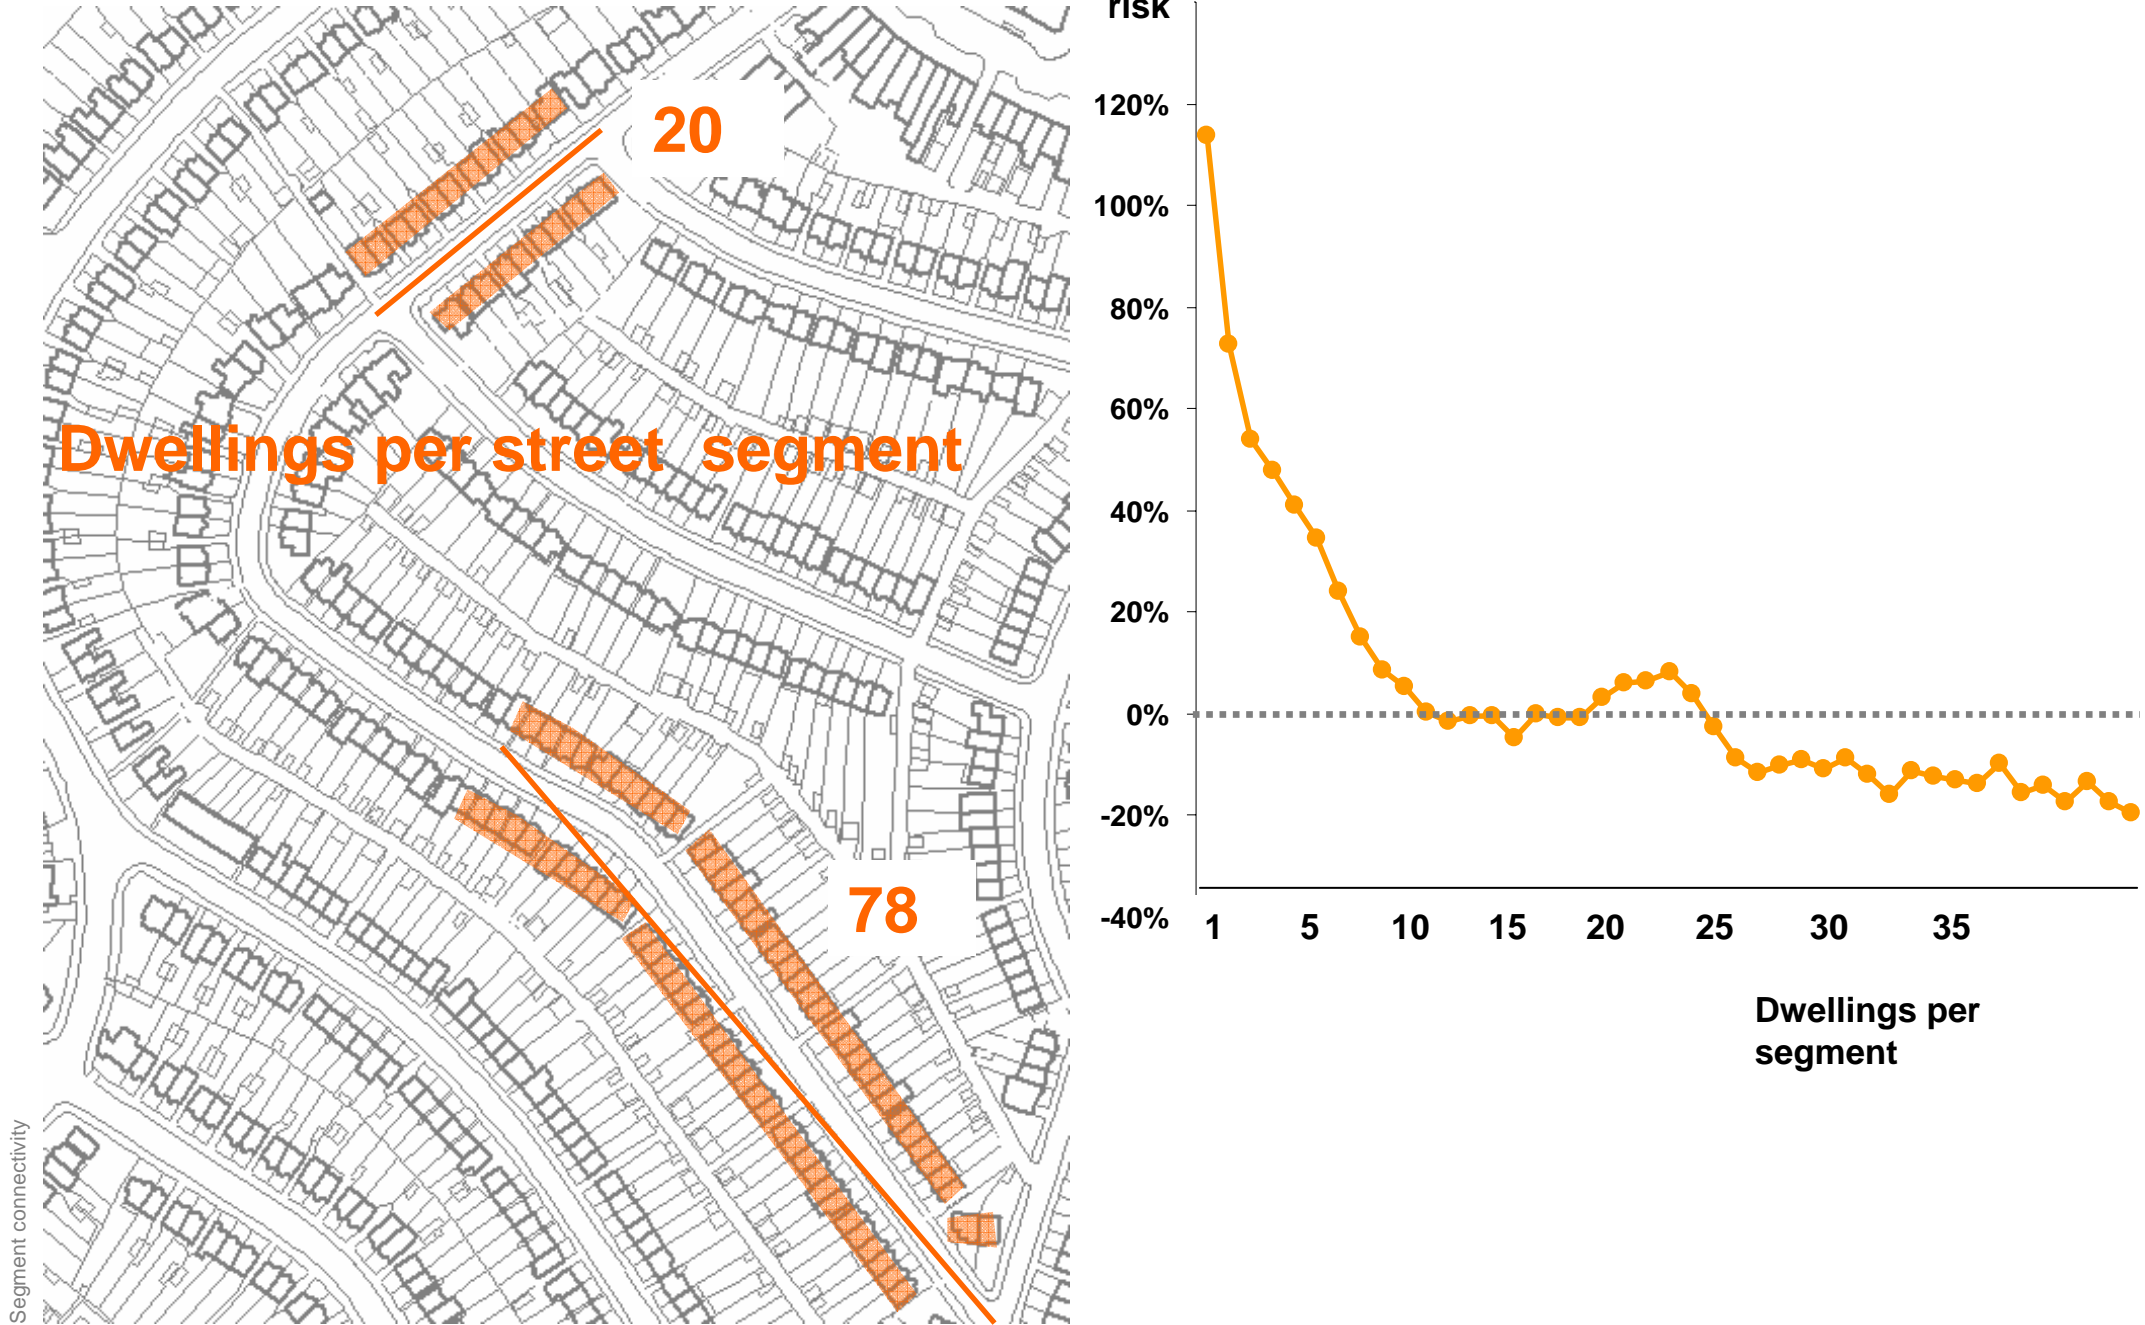 risk
20
120%
100%
80%
60%
Dwellings per street segment
40%
20%
0%
-20%
78
-40%
1 5 10 15 20 25 30 35
Dwellings per
segment
Segment connectivity